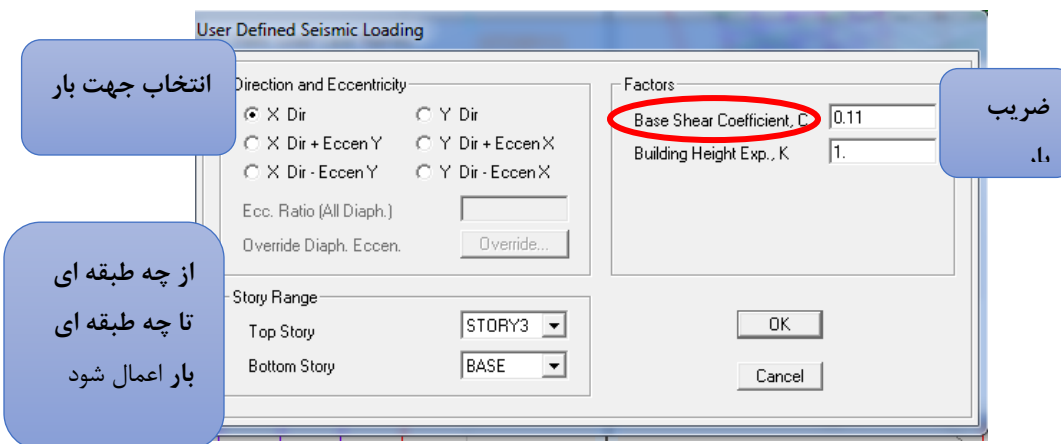 User Defined Seismic Loading
انتخاب جهت بار
Direction and Eccentricity
X Dir
Y Dir
X Dir + Eccen Y
Y Dir + Eccen X
X Dir - Eccen Y
Y Dir - Eccen X
Ecc. Ratio (All Diaph.)
Override Diaph. Eccen.
Override...
Factors
Base Shear Coefficient, C
0.11
Building Height Exp., K
1.
ضریب
از چه طبقه ای
تا چه طبقه ای
بار اعمال شود
Story Range
Top Story
STORY3
Bottom Story
BASE
OK
Cancel